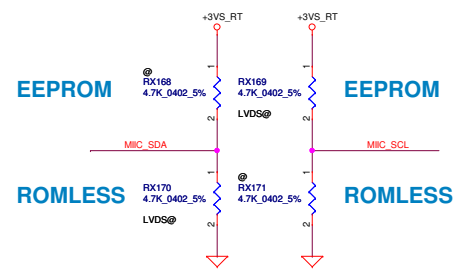 +3VS_RT
+3VS_RT
@
RX168
4.7K_0402_5%
1
2
RX169
4.7K_0402_5%
LVDS@
1
2
EEPROM
EEPROM
MIIC_SDA
MIIC_SCL
ROMLESS
RX170
4.7K_0402_5%
LVDS@
1
2
@
RX171
4.7K_0402_5%
1
2
ROMLESS